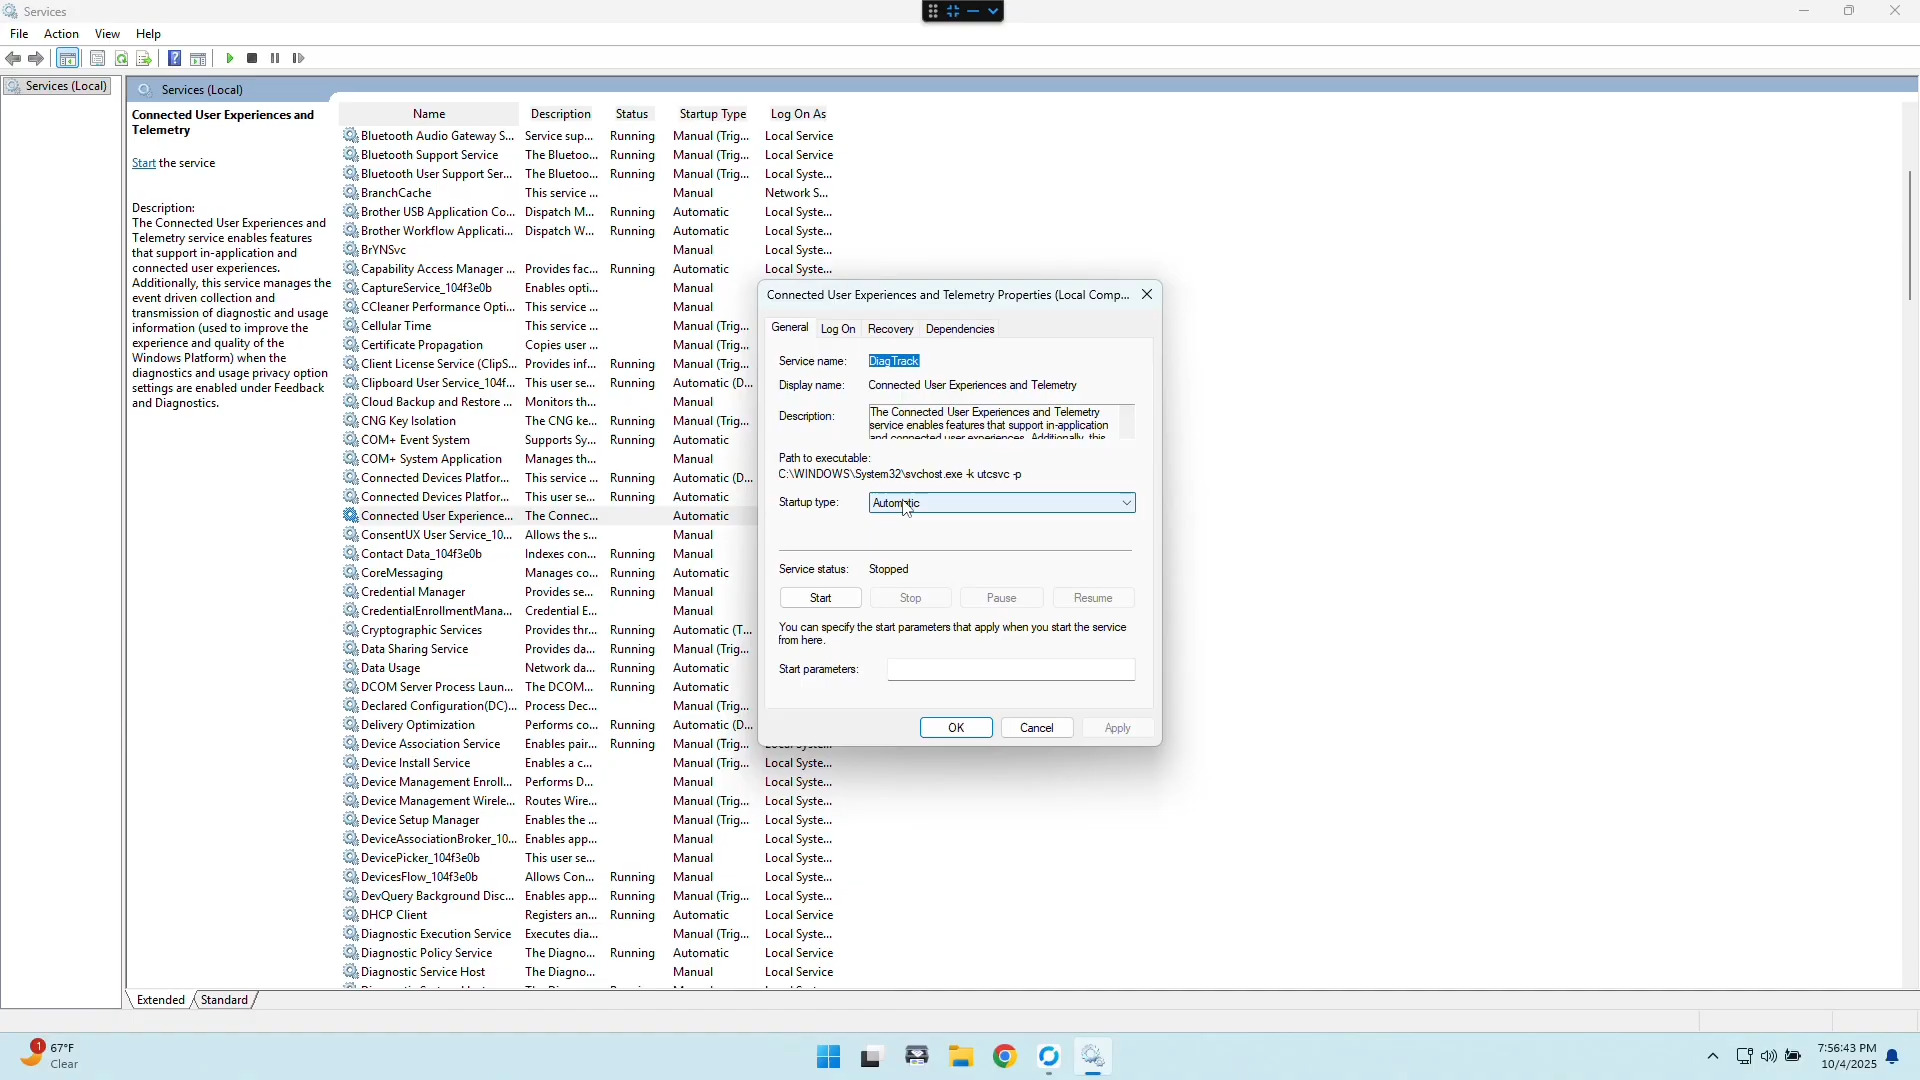 Services
File Action View Help
Services (Local)
Services (Local)
Connected User Experiences and
Telemetry
Start the service
Description:
The Connected User Experiences and
Telemetry service enables features
that support in-application and
connected user experiences.
Additionally, this service manages the
event driven collection and
transmission of diagnostic and usage
information (used to improve the
experience and quality of the
Windows Platform) when the
diagnostics and usage privacy option
settings are enabled under Feedback
and Diagnostics.
Name Description Status Startup Type Log On As
Bluetooth Audio Gateway S... Service sup... Running Manual (Trig... Local Service
Bluetooth Support Service The Bluetoo... Running Manual (Trig... Local Service
Bluetooth User Support Ser... The Bluetoo... Running Manual (Trig... Local Syste...
BranchCache This service ... Manual Network S...
Brother USB Application Co... Dispatch M... Running Automatic Local Syste...
Brother Workflow Applicati... Dispatch W... Running Automatic Local Syste...
BrYNSvc Manual Local Syste...
Capability Access Manager ... Provides fac... Running Automatic Local Syste...
CaptureService_104f3e0b Enables opti... Manual
CCleaner Performance Opti... This service ... Manual
Cellular Time This service ... Manual (Trig...
Certificate Propagation Copies user ... Manual (Trig...
Client License Service (ClipS... Provides inf... Running Manual (Trig...
Clipboard User Service_104f... This user se... Running Automatic (D...
Cloud Backup and Restore ... Monitors th... Manual
CNG Key Isolation The CNG ke... Running Manual (Trig...
COM+ Event System Supports Sy... Running Automatic
COM+ System Application Manages th... Manual
Connected Devices Platfor... This service ... Running Automatic (D...
Connected Devices Platfor... This user se... Running Automatic
Connected User Experience... The Connec... Automatic
ConsentUX User Service_10... Allows the s... Manual
Contact Data_104f3e0b Indexes con... Running Manual
CoreMessaging Manages co... Running Automatic
Credential Manager Provides se... Running Manual
CredentialEnrollmentMana... Credential E... Manual
Cryptographic Services Provides thr... Running Automatic (T...
Data Sharing Service Provides da... Running Manual (Trig...
Data Usage Network da... Running Automatic
DCOM Server Process Laun... The DCOM... Running Automatic
Declared Configuration(DC)... Process Dec... Manual (Trig...
Delivery Optimization Performs co... Running Automatic (D...
Device Association Service Enables pair... Running Manual (Trig... Local Syste...
Device Install Service Enables a c... Manual (Trig... Local Syste...
Device Management Enroll... Performs D... Manual Local Syste...
Device Management Wirele... Routes Wire... Manual (Trig... Local Syste...
Device Setup Manager Enables the ... Manual (Trig... Local Syste...
DeviceAssociationBroker_10... Enables app... Manual Local Syste...
DevicePicker_104f3e0b This user se... Manual Local Syste...
DevicesFlow_104f3e0b Allows Con... Running Manual Local Syste...
DevQuery Background Disc... Enables app... Running Manual (Trig... Local Syste...
DHCP Client Registers an... Running Automatic Local Service
Diagnostic Execution Service Executes dia... Manual (Trig... Local Syste...
Diagnostic Policy Service The Diagno... Running Automatic Local Service
Diagnostic Service Host The Diagno... Manual Local Service
Connected User Experiences and Telemetry Properties (Local Comp...
General Log On Recovery Dependencies
Service name: DiagTrack
Display name: Connected User Experiences and Telemetry
Description: The Connected User Experiences and Telemetry
service enables features that support in-application
and connected user experiences. Additionally, this
Path to executable:
C:\WINDOWS\System32\svchost.exe -k utcsvc -p
Startup type: Automatic
Service status: Stopped
Start Stop Pause Resume
You can specify the start parameters that apply when you start the service
from here.
Start parameters:
OK Cancel Apply
Extended Standard
1 67°F
Clear
7:56:43 PM
10/4/2025